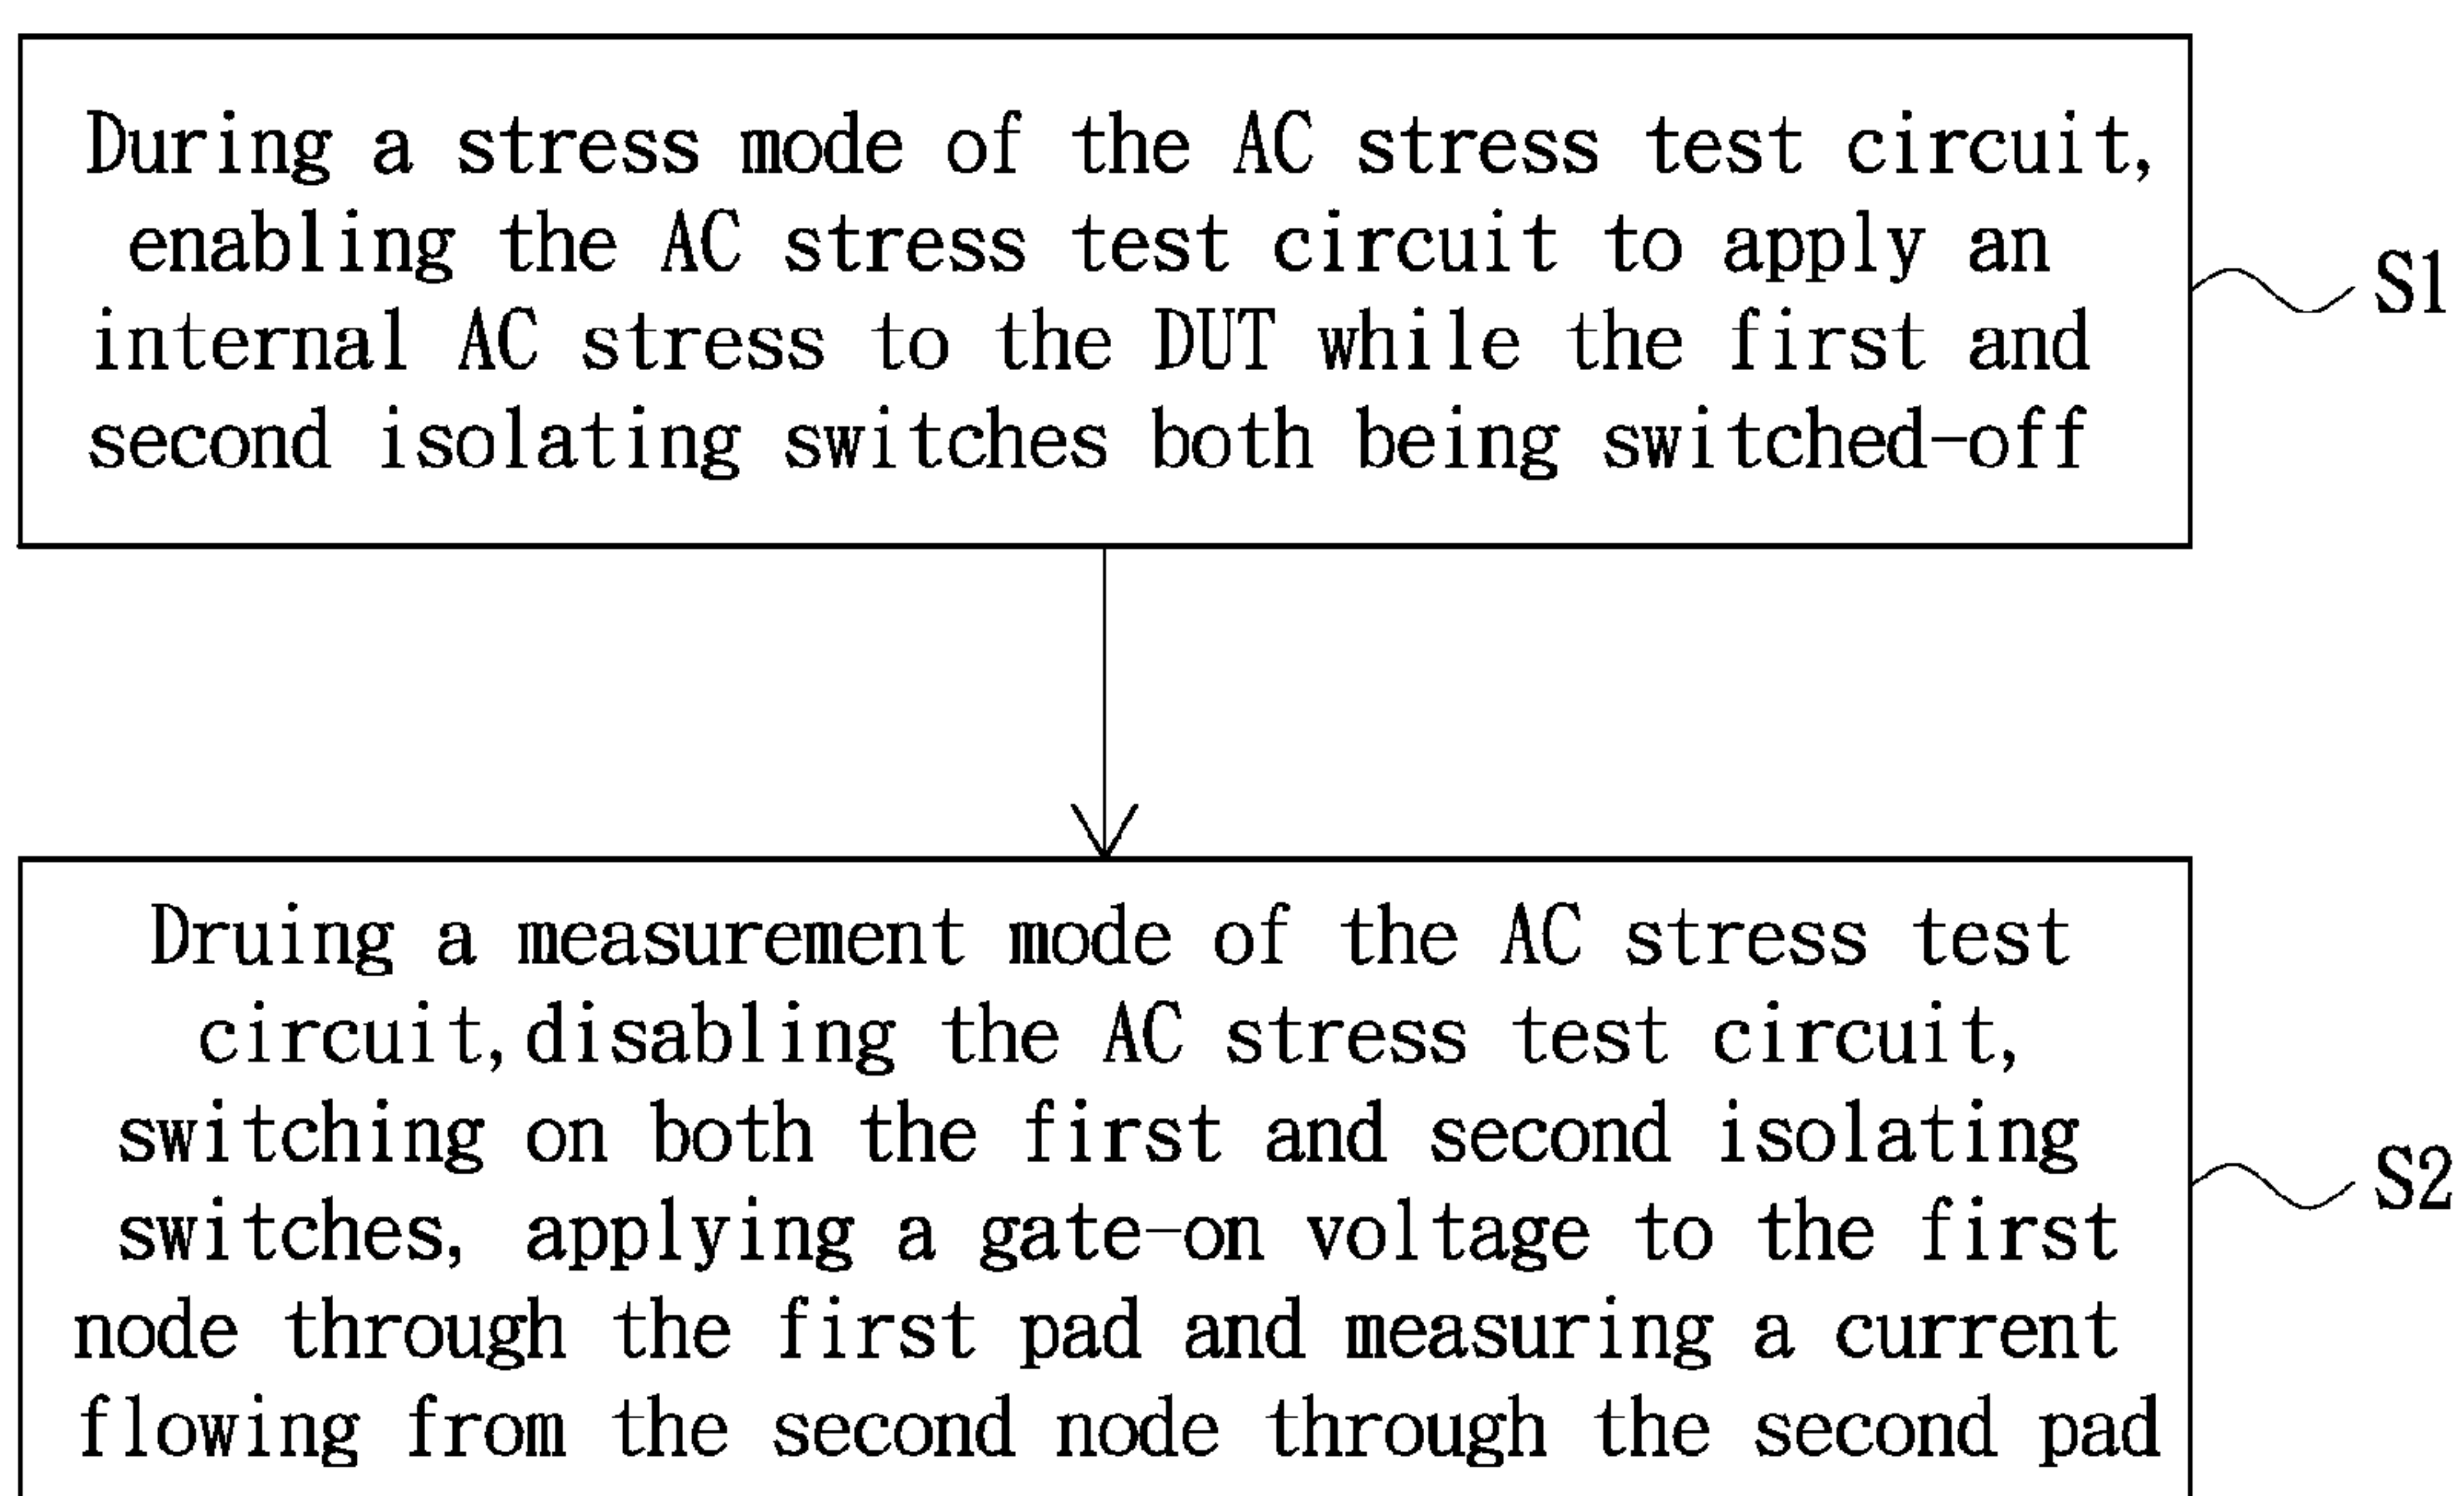 During a stress mode of the AC stress test circuit,
enabling the AC stress test circuit to apply an
internal AC stress to the DUT while the first and
second isolating switches both being switched-off
S1
Druing a measurement mode of the AC stress test
circuit, disabling the AC stress test circuit,
switching on both the first and second isolating
switches, applying a gate-on voltage to the first
node through the first pad and measuring a current
flowing from the second node through the second pad
S2